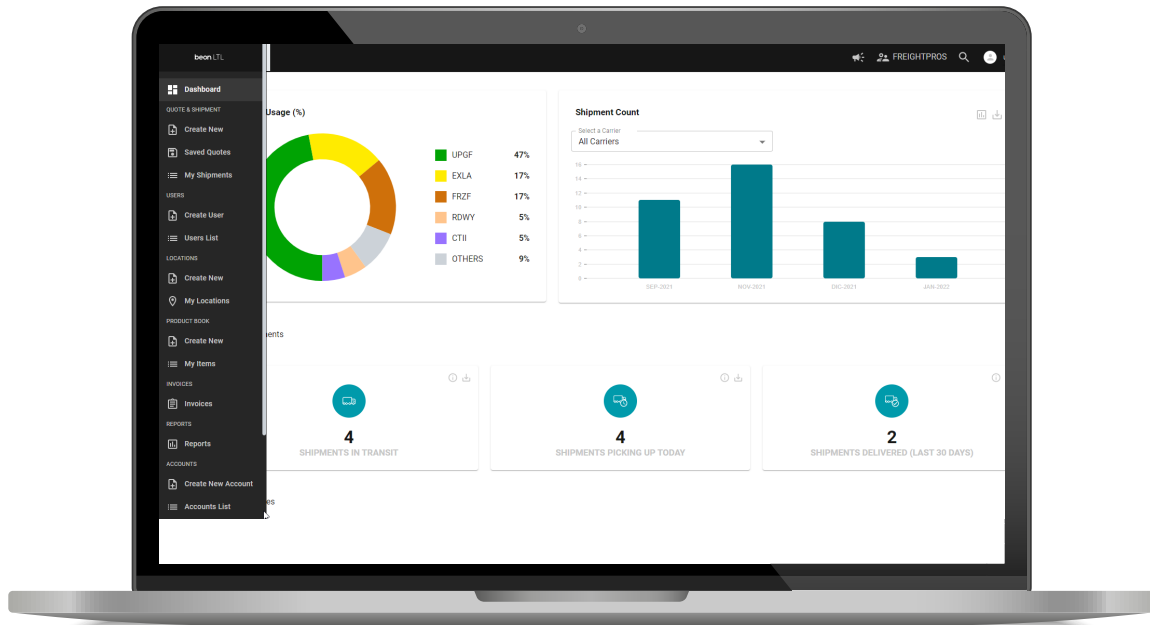 beon LTL
FREIGHTPROS
Dashboard
QUOTE & SHIPMENT
Create New
Saved Quotes
My Shipments
USERS
Create User
Users List
LOCATIONS
Create New
My Locations
PRODUCT BOOK
Create New
My Items
INVOICES
Invoices
REPORTS
Reports
ACCOUNTS
Create New Account
Accounts List
Usage (%)
UPGF 47%
EXLA 17%
FRZF 17%
RDWY 5%
CTII 5%
OTHERS 9%
Shipment Count
Select a Carrier
All Carriers
16
14
12
10
8
6
4
2
0
SEP-2021 NOV-2021 DIC-2021 JAN-2022
ents
4
SHIPMENTS IN TRANSIT
4
SHIPMENTS PICKING UP TODAY
2
SHIPMENTS DELIVERED (LAST 30 DAYS)
es